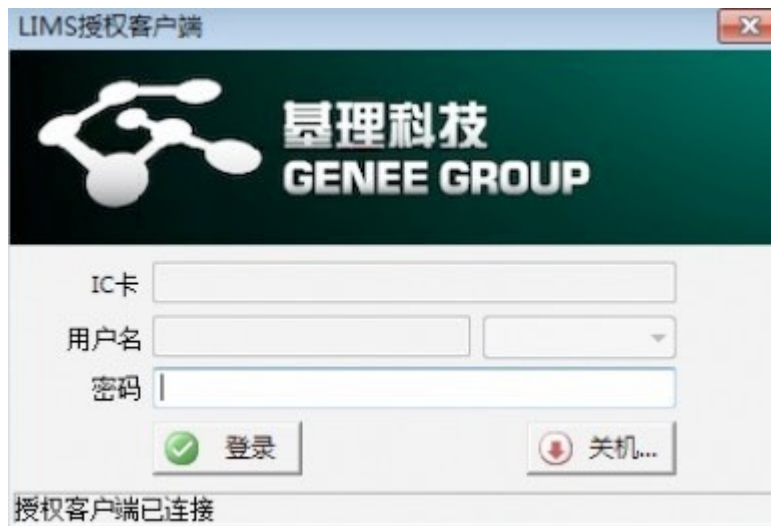 LIMS授权客户端
基理科技
GENEE GROUP
IC卡
用户名
密码
登录 关机...
授权客户端已连接